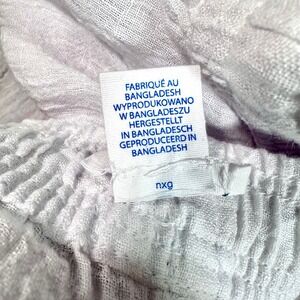 FABRIQUÉ AU
BANGLADESH
WYPRODUKOWANO
W BANGLADESZU
HERGESTELLT
IN BANGLADESCH
GEPRODUCEERD IN
BANGLADESH
nxg